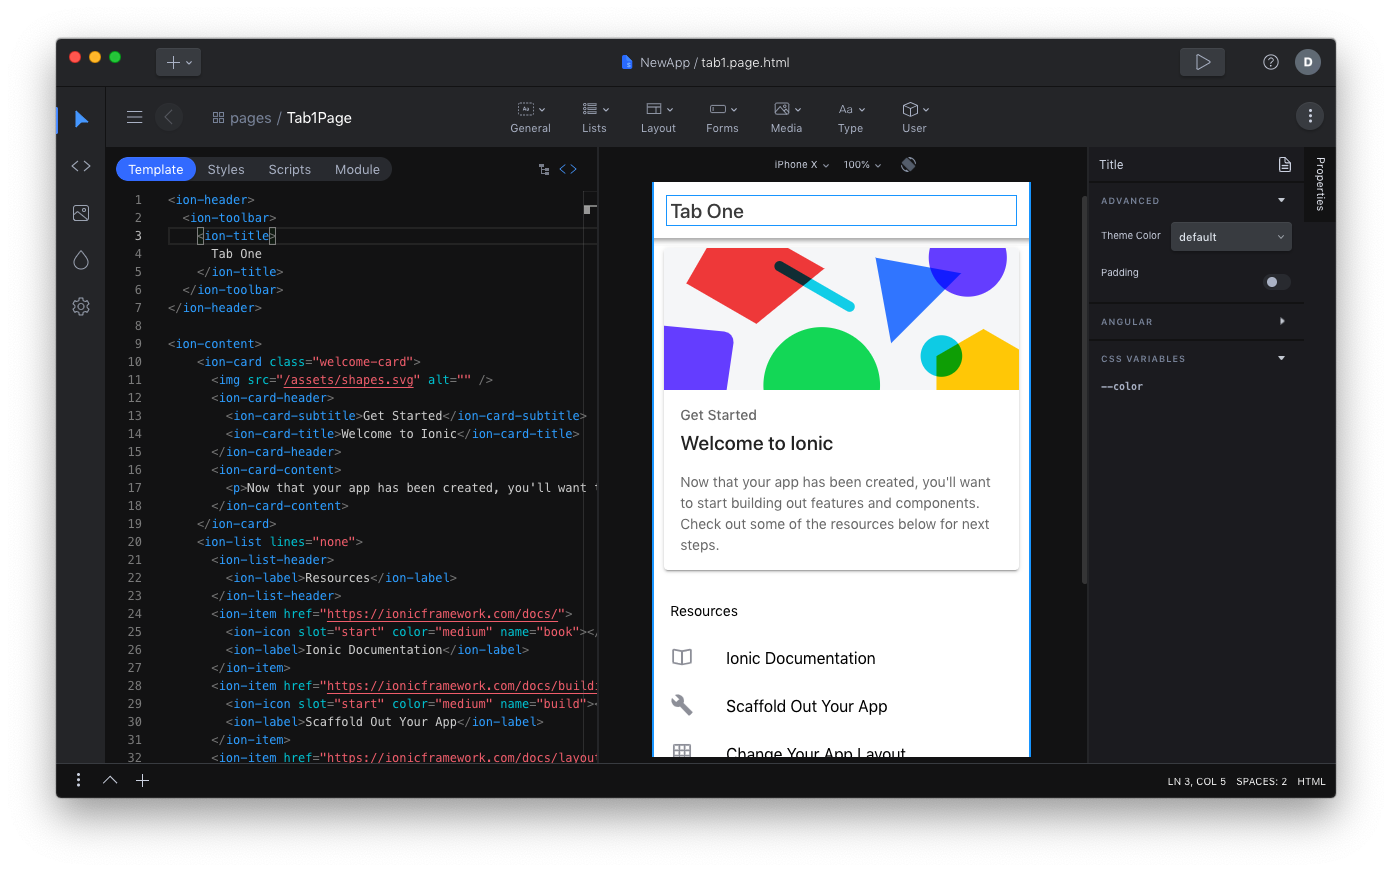 NewApp / tab1.page.html
D
pages / Tab1Page
General
Lists
Layout
Forms
Media
Aa
Type
User
Template Styles Scripts Module
1 <ion-header>
2 <ion-toolbar>
3 <ion-title>
4 Tab One
5 </ion-title>
6 </ion-toolbar>
7 </ion-header>
8
9 <ion-content>
10 <ion-card class="welcome-card">
11 <img src="/assets/shapes.svg" alt="" />
12 <ion-card-header>
13 <ion-card-subtitle>Get Started</ion-card-subtitle>
14 <ion-card-title>Welcome to Ionic</ion-card-title>
15 </ion-card-header>
16 <ion-card-content>
17 <p>Now that your app has been created, you'll want
18 </ion-card-content>
19 </ion-card>
20 <ion-list lines="none">
21 <ion-list-header>
22 <ion-label>Resources</ion-label>
23 </ion-list-header>
24 <ion-item href="https://ionicframework.com/docs/">
25 <ion-icon slot="start" color="medium" name="book"></
26 <ion-label>Ionic Documentation</ion-label>
27 </ion-item>
28 <ion-item href="https://ionicframework.com/docs/build
29 <ion-icon slot="start" color="medium" name="build"><
30 <ion-label>Scaffold Out Your App</ion-label>
31 </ion-item>
32 <ion-item href="https://ionicframework.com/docs/layou
iPhone X 100%
Tab One
Get Started
Welcome to Ionic
Now that your app has been created, you'll want
to start building out features and components.
Check out some of the resources below for next
steps.
Resources
Ionic Documentation
Scaffold Out Your App
Change Your App Layout
Title
Properties
ADVANCED
Theme Color default
Padding
ANGULAR
CSS VARIABLES
--color
LN 3, COL 5 SPACES: 2 HTML